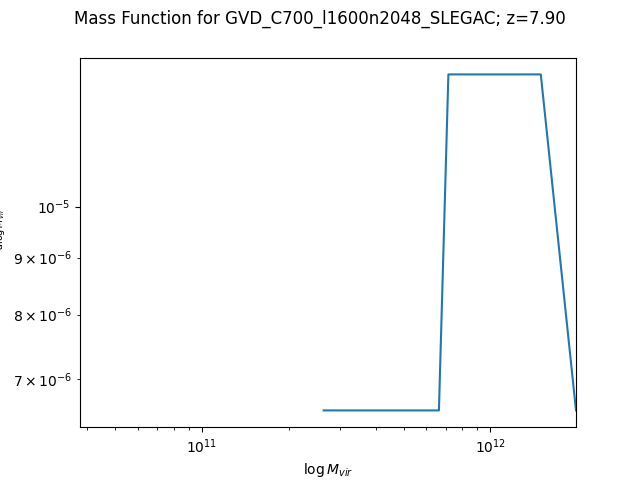 Mass Function for GVD_C700_l1600n2048_SLEGAC; z=7.90
10⁻⁵
9 × 10⁻⁶
8 × 10⁻⁶
7 × 10⁻⁶
10¹¹
10¹²
log M_vir